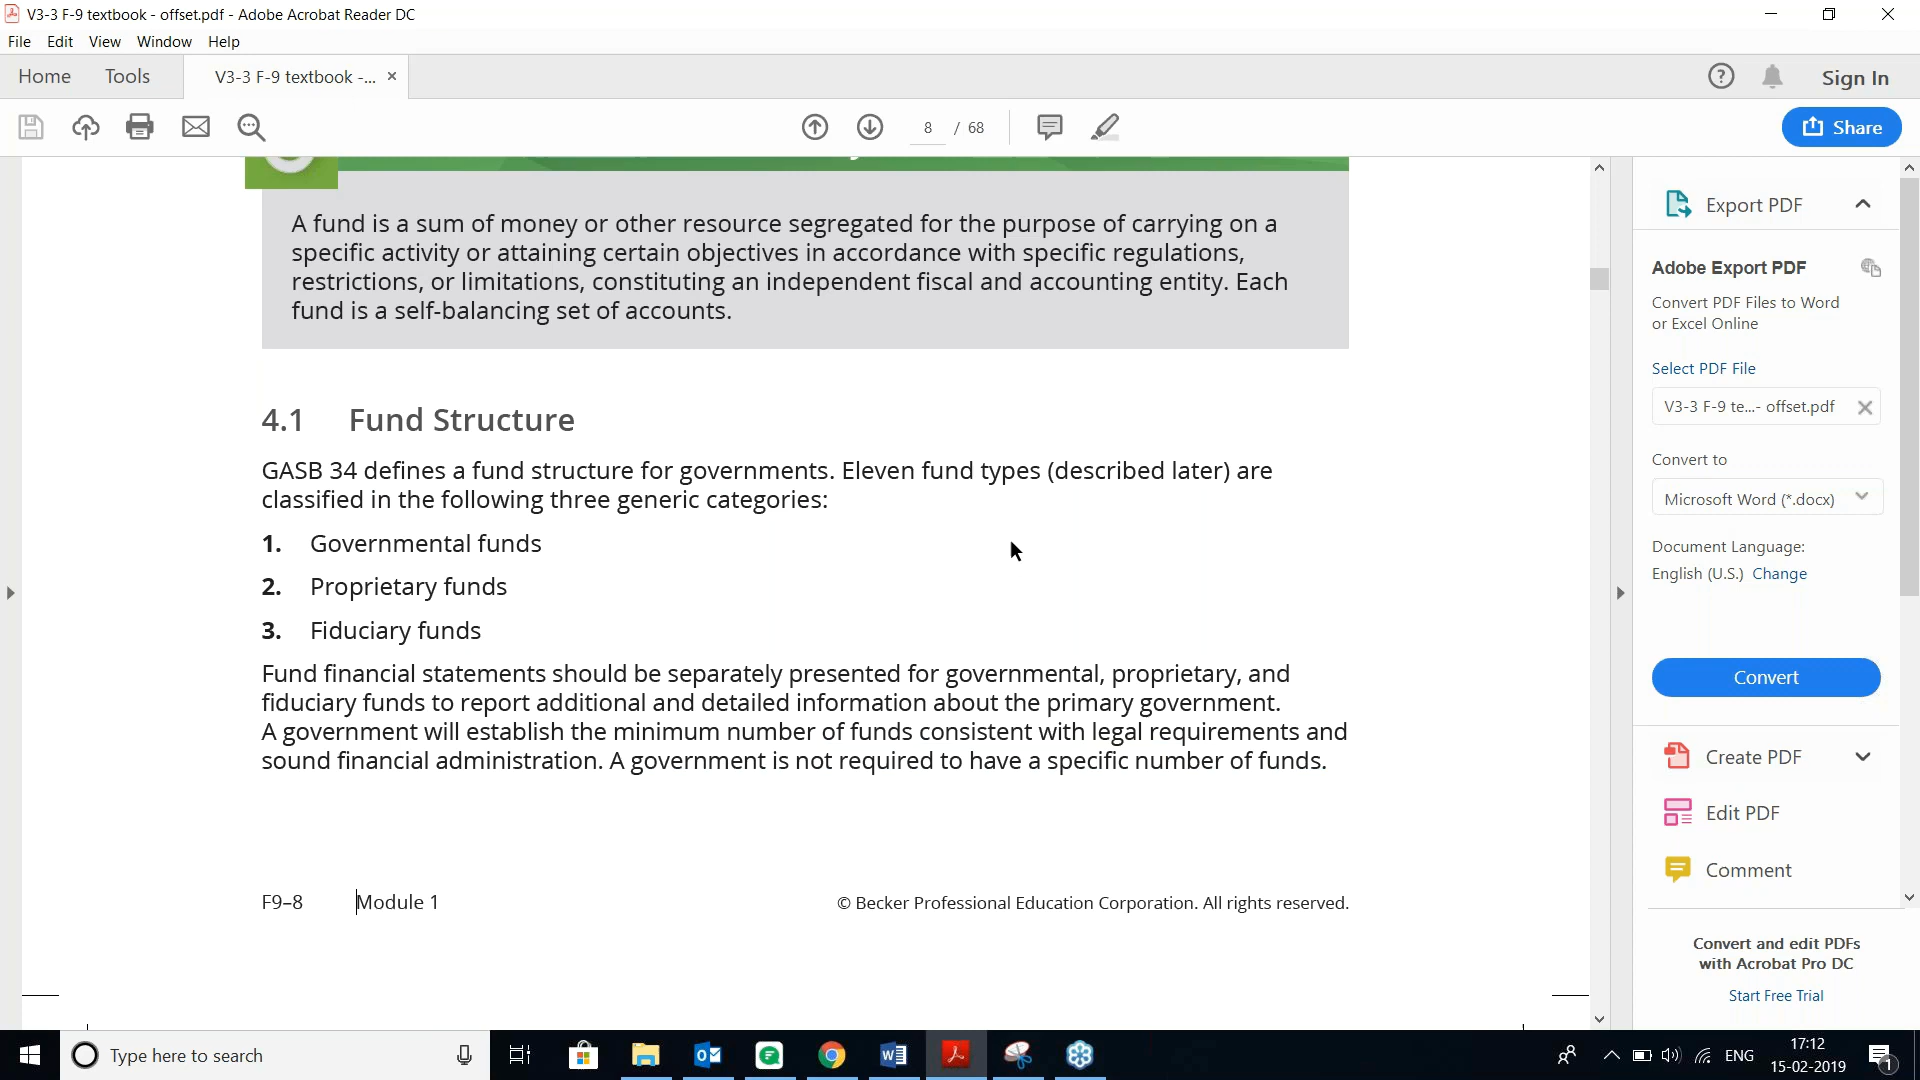 V3-3 F-9 textbook - offset.pdf - Adobe Acrobat Reader DC
File Edit View Window Help
Home Tools V3-3 F-9 textbook -... × Sign In
8 / 68 Share
A fund is a sum of money or other resource segregated for the purpose of carrying on a
specific activity or attaining certain objectives in accordance with specific regulations,
restrictions, or limitations, constituting an independent fiscal and accounting entity. Each
fund is a self-balancing set of accounts.
4.1 Fund Structure
GASB 34 defines a fund structure for governments. Eleven fund types (described later) are
classified in the following three generic categories:
1. Governmental funds
2. Proprietary funds
3. Fiduciary funds
Fund financial statements should be separately presented for governmental, proprietary, and
fiduciary funds to report additional and detailed information about the primary government.
A government will establish the minimum number of funds consistent with legal requirements and
sound financial administration. A government is not required to have a specific number of funds.
F9–8 Module 1 © Becker Professional Education Corporation. All rights reserved.
Export PDF
Adobe Export PDF
Convert PDF Files to Word
or Excel Online
Select PDF File
V3-3 F-9 te...- offset.pdf
Convert to
Microsoft Word (*.docx)
Document Language:
English (U.S.) Change
Convert
Create PDF
Edit PDF
Comment
Convert and edit PDFs
with Acrobat Pro DC
Start Free Trial
Type here to search
ENG
17:12
15-02-2019
1